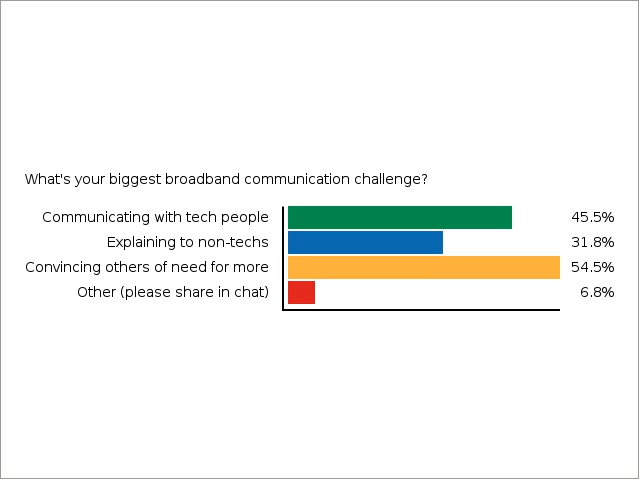 What's your biggest broadband communication challenge?
Communicating with tech people 45.5%
Explaining to non-techs 31.8%
Convincing others of need for more 54.5%
Other (please share in chat) 6.8%